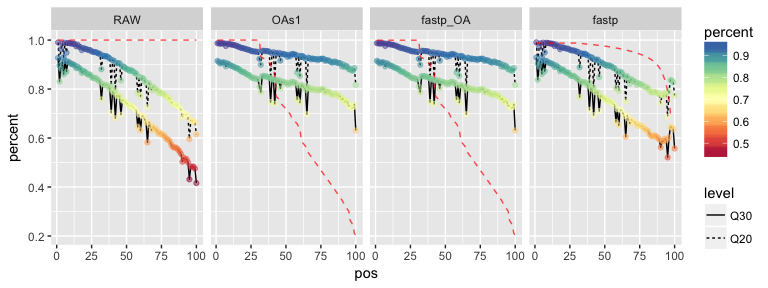 RAW
OAs1
fastp_OA
fastp
percent
1.0
0.8
0.6
0.4
0.2
0 25 50 75 100
0 25 50 75 100
0 25 50 75 100
0 25 50 75 100
pos
percent
0.9
0.8
0.7
0.6
0.5
level
Q30
Q20